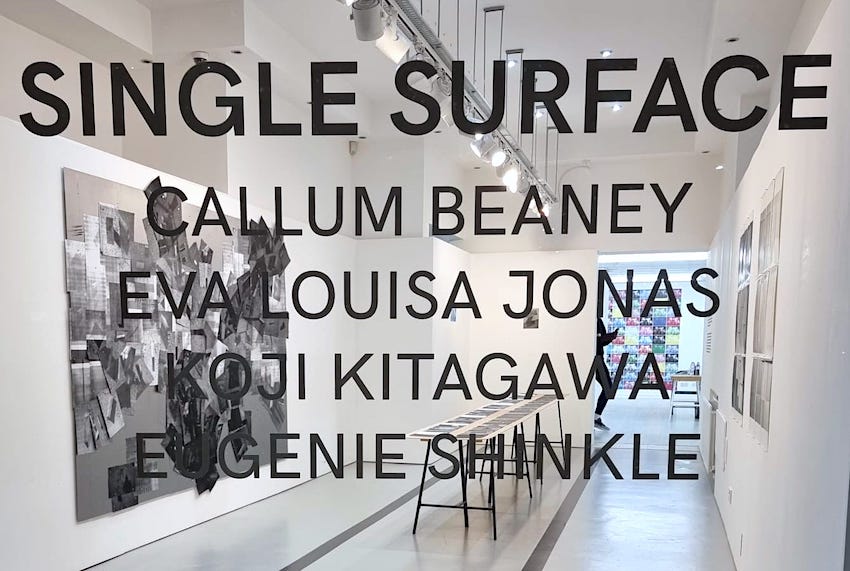 SINGLE SURFACE
CALLUM BEANEY
EVA LOUISA JONAS
KOJI KITAGAWA
EUGENIE SHINKLE